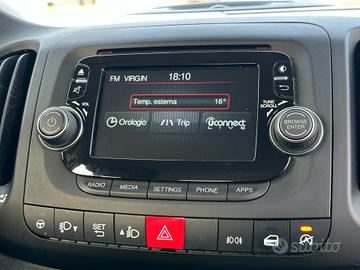 FM VIRGIN 18:10
Temp. esterna 16°
VOL
TUNE
SCROLL
Orologio Trip uconnect
BROWSE
ENTER
RADIO MEDIA SETTINGS PHONE APPS
SET
subito